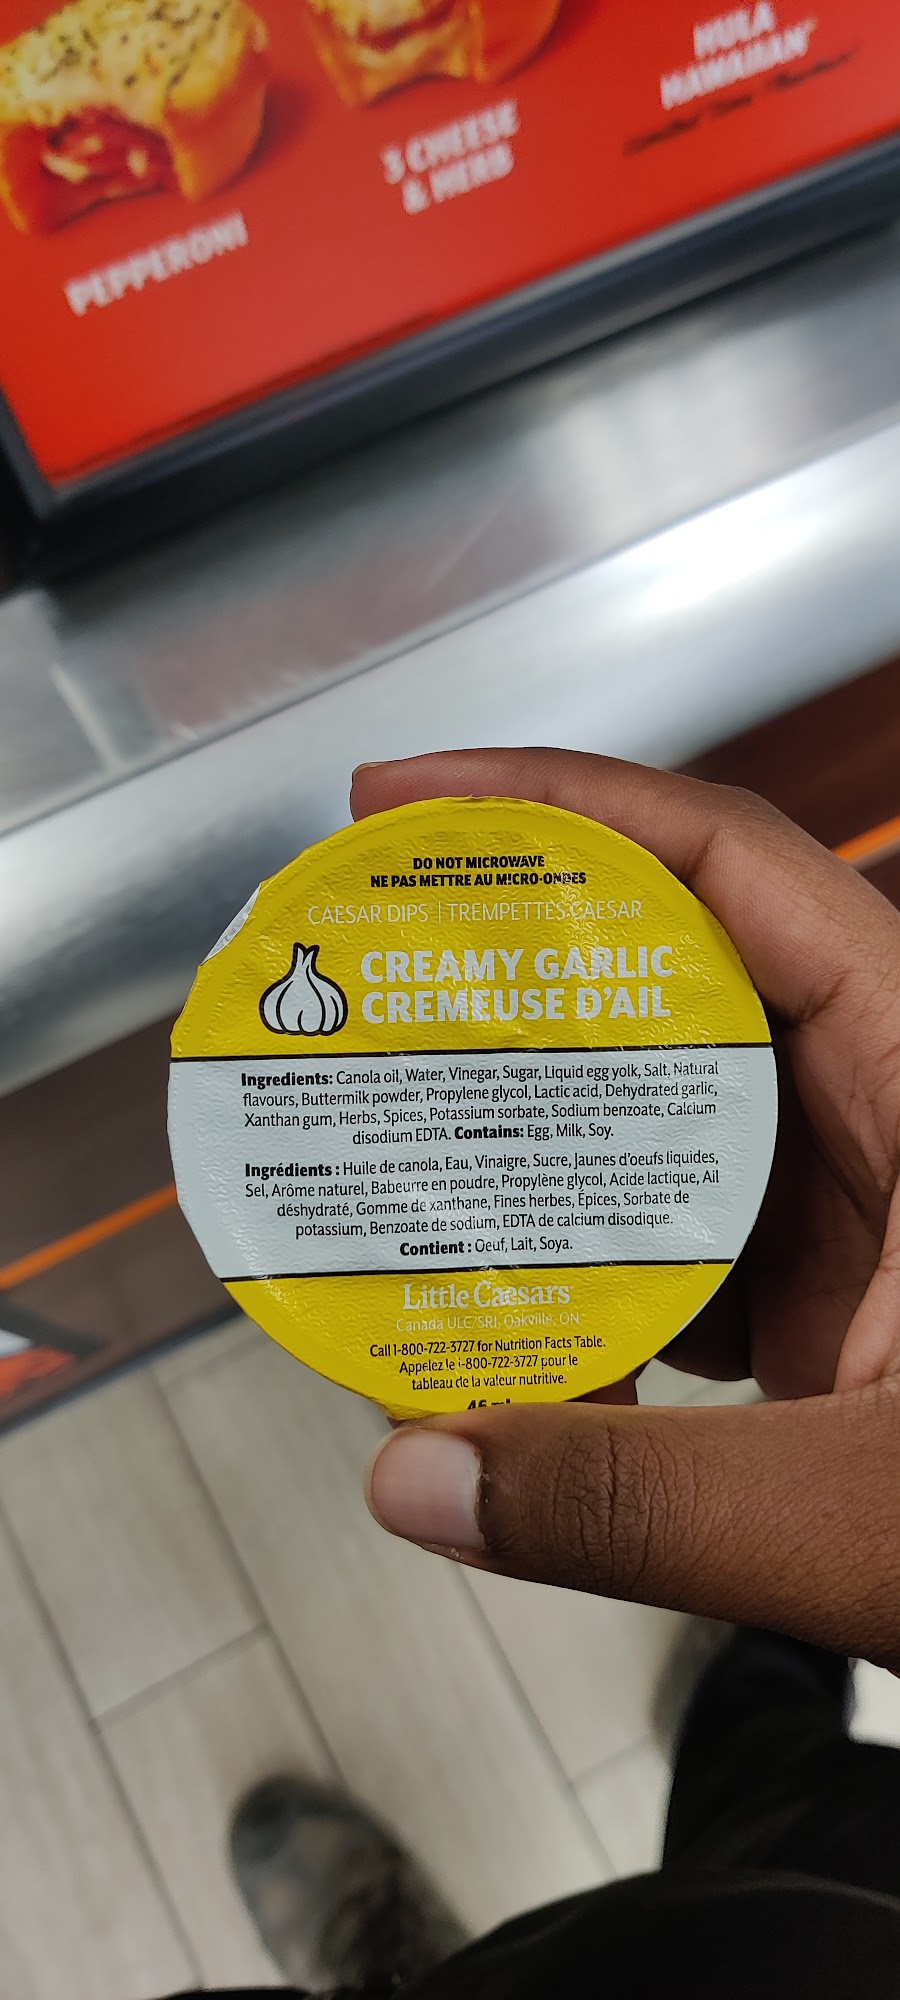 PEPPERONI
3 CHEESE
& HERB
HULA
HAWAIIAN
DO NOT MICROWAVE
NE PAS METTRE AU MICRO-ONDES
CAESAR DIPS | TREMPETTES CAESAR
CREAMY GARLIC
CREMEUSE D'AIL
Ingredients: Canola oil, Water, Vinegar, Sugar, Liquid egg yolk, Salt, Natural
flavours, Buttermilk powder, Propylene glycol, Lactic acid, Dehydrated garlic,
Xanthan gum, Herbs, Spices, Potassium sorbate, Sodium benzoate, Calcium
disodium EDTA. Contains: Egg, Milk, Soy.
Ingrédients : Huile de canola, Eau, Vinaigre, Sucre, Jaunes d'oeufs liquides,
Sel, Arôme naturel, Babeurre en poudre, Propylène glycol, Acide lactique, Ail
déshydraté, Gomme de xanthane, Fines herbes, Épices, Sorbate de
potassium, Benzoate de sodium, EDTA de calcium disodique.
Contient : Oeuf, Lait, Soya.
Little Caesars
Canada ULC/SRI, Oakville, ON
Call 1-800-722-3727 for Nutrition Facts Table.
Appelez le 1-800-722-3727 pour le
tableau de la valeur nutritive.
46 ml